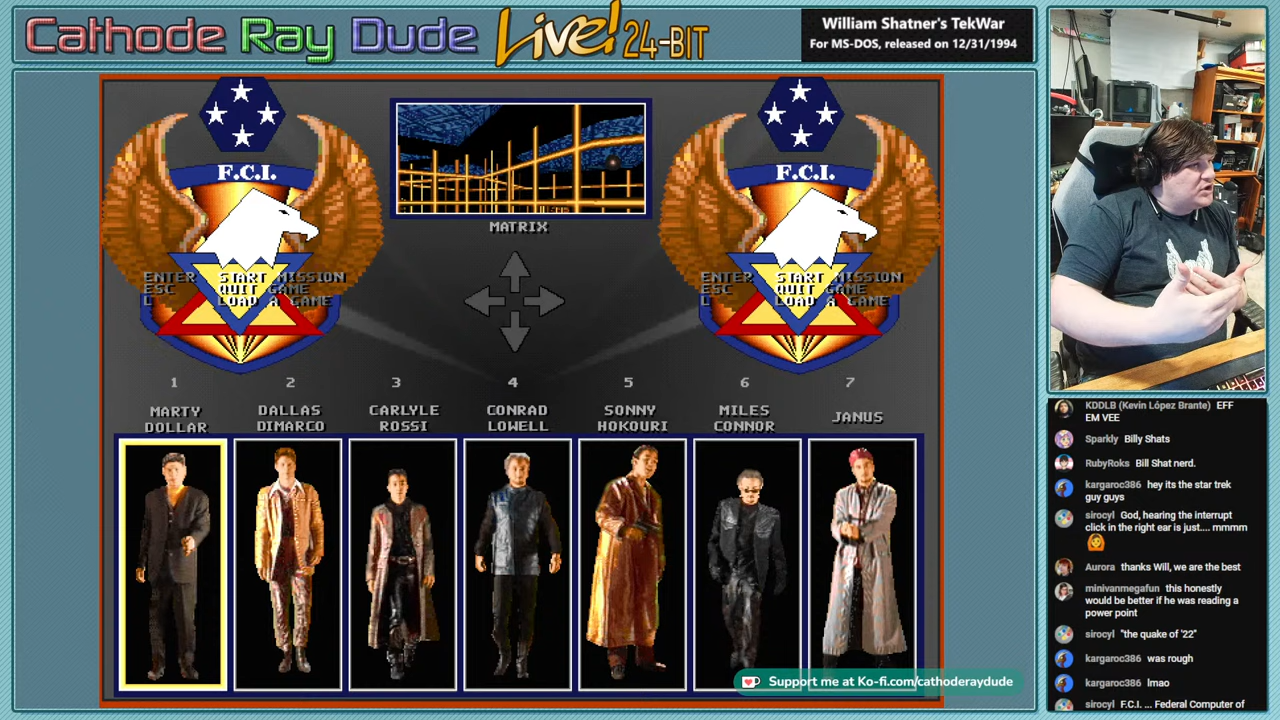 Cathode Ray Dude Live! 24-BIT
William Shatner's TekWar
For MS-DOS, released on 12/31/1994
F.C.I.
F.C.I.
MATRIX
ENTER START MISSION
ESC QUIT GAME
L LOAD A GAME
ENTER START MISSION
ESC QUIT GAME
L LOAD A GAME
1 2 3 4 5 6 7
MARTY
DOLLAR
DALLAS
DIMARCO
CARLYLE
ROSSI
CONRAD
LOWELL
SONNY
HOKOURI
MILES
CONNOR
JANUS
Support me at Ko-fi.com/cathoderaydude
KDDLB (Kevin López Brante) EFF
EM VEE
Sparkly Billy Shats
RubyRoks Bill Shat nerd.
kargaroc386 hey its the star trek
guy guys
sirocyl God, hearing the interrupt
click in the right ear is just.... mmmm
Aurora thanks Will, we are the best
minivanmegafun this honestly
would be better if he was reading a
power point
sirocyl "the quake of '22"
kargaroc386 was rough
kargaroc386 lmao
sirocyl F.C.I. ... Federal Computer of